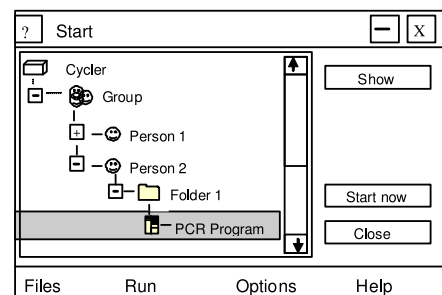 ? Start X
Cycler
Show
Group
Person 1
Person 2
Folder 1
Start now
PCR Program
Close
Files Run Options Help